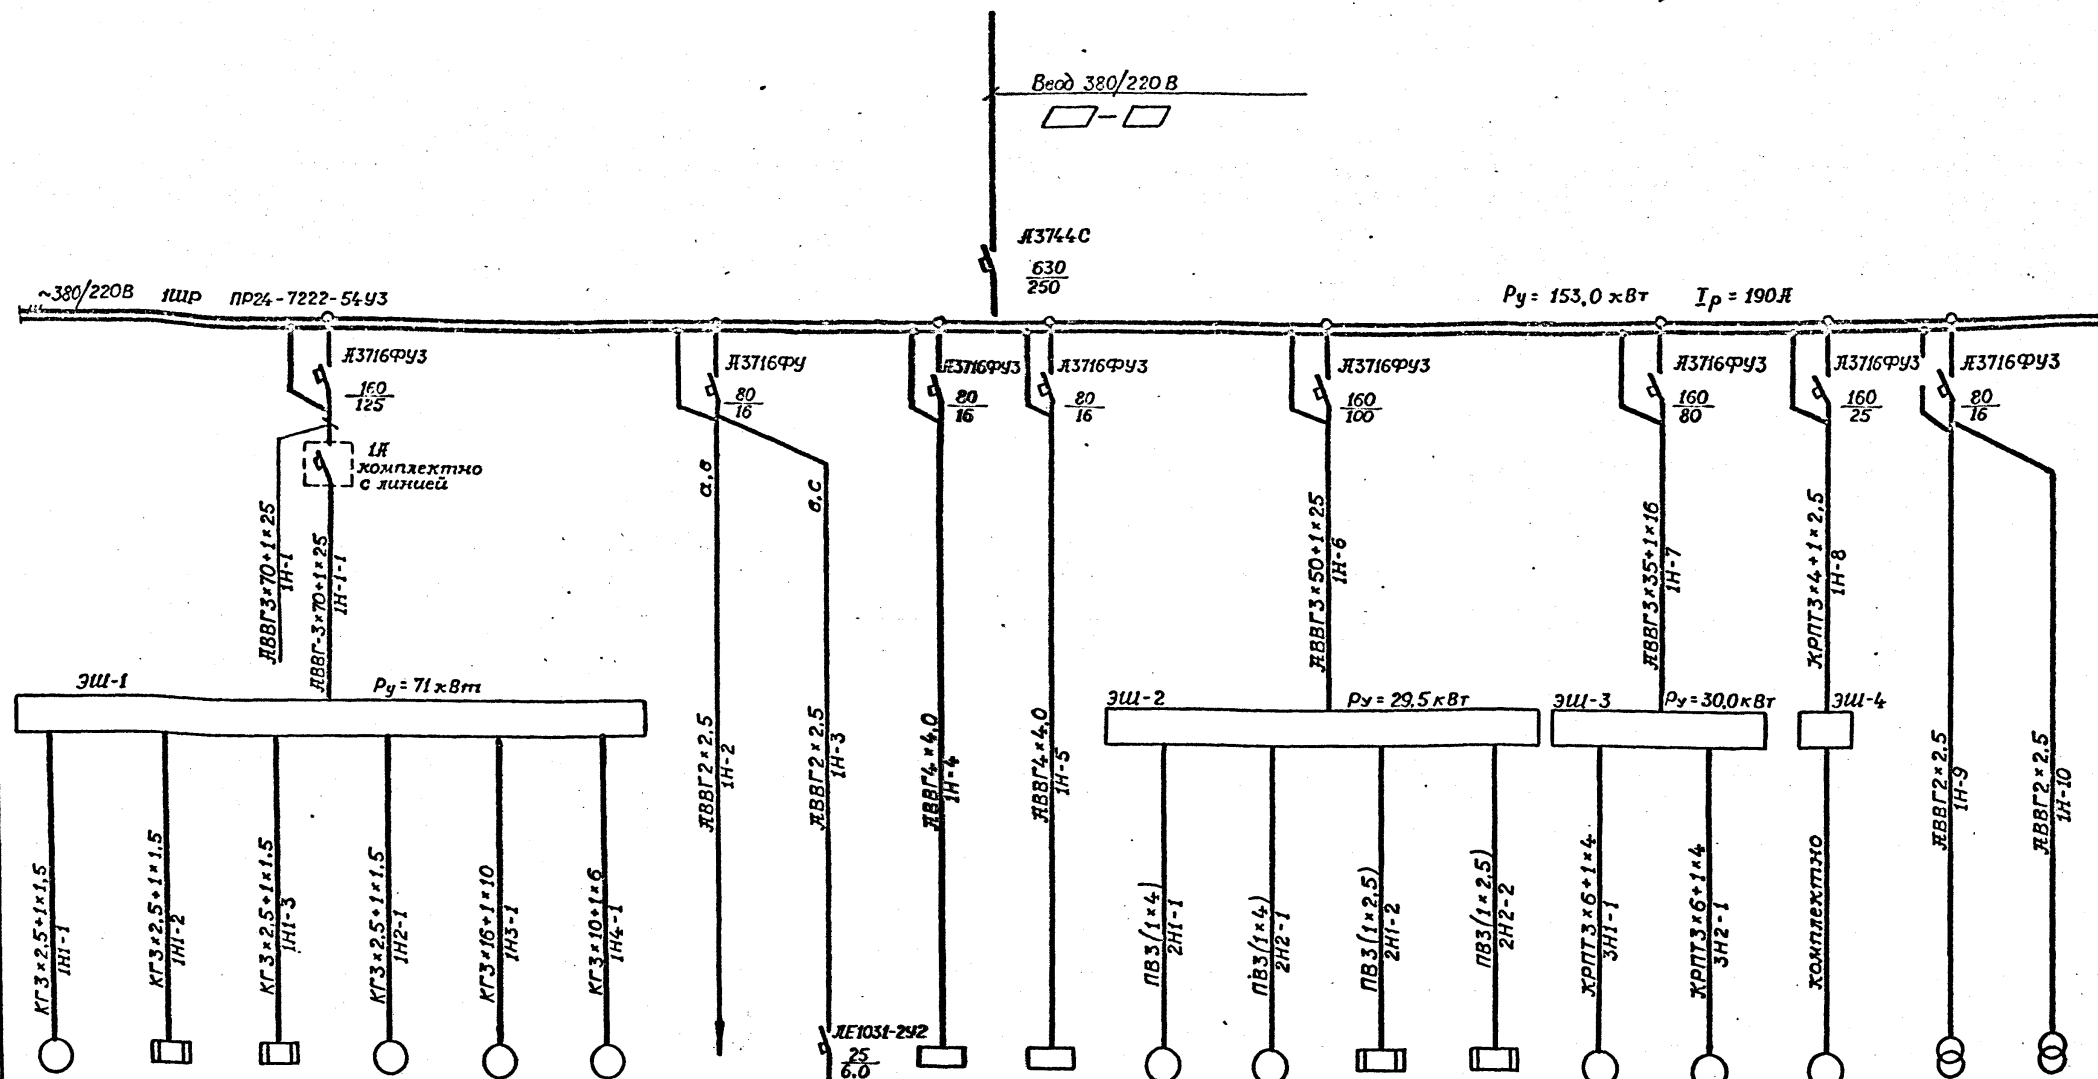 Ввод 380/220 В
А3744С
630
250
~380/220В 1ШР ПР24-7222-54У3
Ру = 153,0 кВт Iр = 190А
А3716ФУ3
160
125
А3716ФУ
80
16
А3716ФУ3
80
16
А3716ФУ3
80
16
А3716ФУ3
160
100
А3716ФУ3
160
80
А3716ФУ3
160
25
А3716ФУ3
80
16
1А
комплектно
с линией
АВВГ3×70+1×25
1Н-1
АВВГ-3×70+1×25
1Н-1-1
а,в
в,с
АВВГ2×2,5
1Н-2
АВВГ2×2,5
1Н-3
АВВГ4×4,0
1Н-4
АВВГ4×4,0
1Н-5
АВВГ3×50+1×25
1Н-6
АВВГ3×35+1×16
1Н-7
КРПТ3×4+1×2,5
1Н-8
АВВГ2×2,5
1Н-9
АВВГ2×2,5
1Н-10
ЭШ-1 Ру = 71 кВт
ЭШ-2 Ру = 29,5 кВт
ЭШ-3 Ру = 30,0 кВт
ЭШ-4
КГ3×2,5+1×1,5
1Н1-1
КГ3×2,5+1×1,5
1Н1-2
КГ3×2,5+1×1,5
1Н1-3
КГ3×2,5+1×1,5
1Н2-1
КГ3×16+1×10
1Н3-1
КГ3×10+1×6
1Н4-1
АЕ1031-2У2
25
6.0
ПВ3(1×4)
2Н1-1
ПВ3(1×4)
2Н2-1
ПВ3(1×2,5)
2Н1-2
ПВ3(1×2,5)
2Н2-2
КРПТ3×6+1×4
3Н1-1
КРПТ3×6+1×4
3Н2-1
комплектно